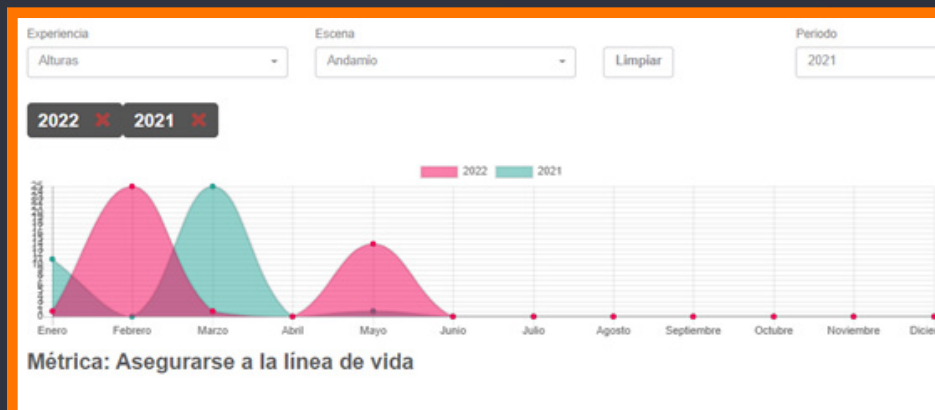 Experiencia Escena Periodo
Alturas Andamio Limpiar 2021
2022 2021
2022 2021
Enero Febrero Marzo Abril Mayo Junio Julio Agosto Septiembre Octubre Noviembre Dicie
Métrica: Asegurarse a la línea de vida